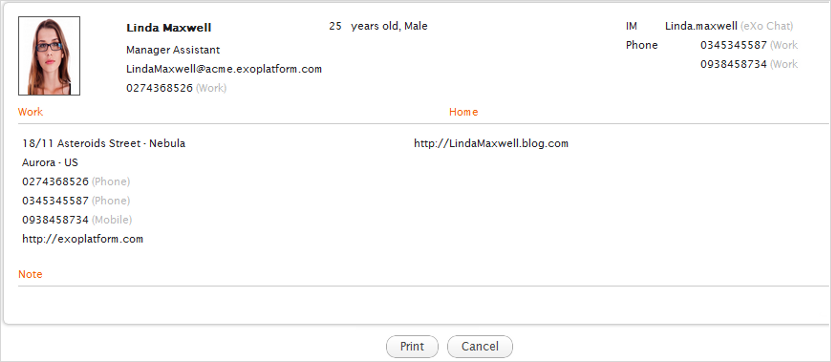 Linda Maxwell 25 years old, Male IM Linda.maxwell (eXo Chat)
Manager Assistant Phone 0345345587 (Work
LindaMaxwell@acme.exoplatform.com 0938458734 (Work
0274368526 (Work)
Work Home
18/11 Asteroids Street - Nebula http://LindaMaxwell.blog.com
Aurora - US
0274368526 (Phone)
0345345587 (Phone)
0938458734 (Mobile)
http://exoplatform.com
Note
Print Cancel